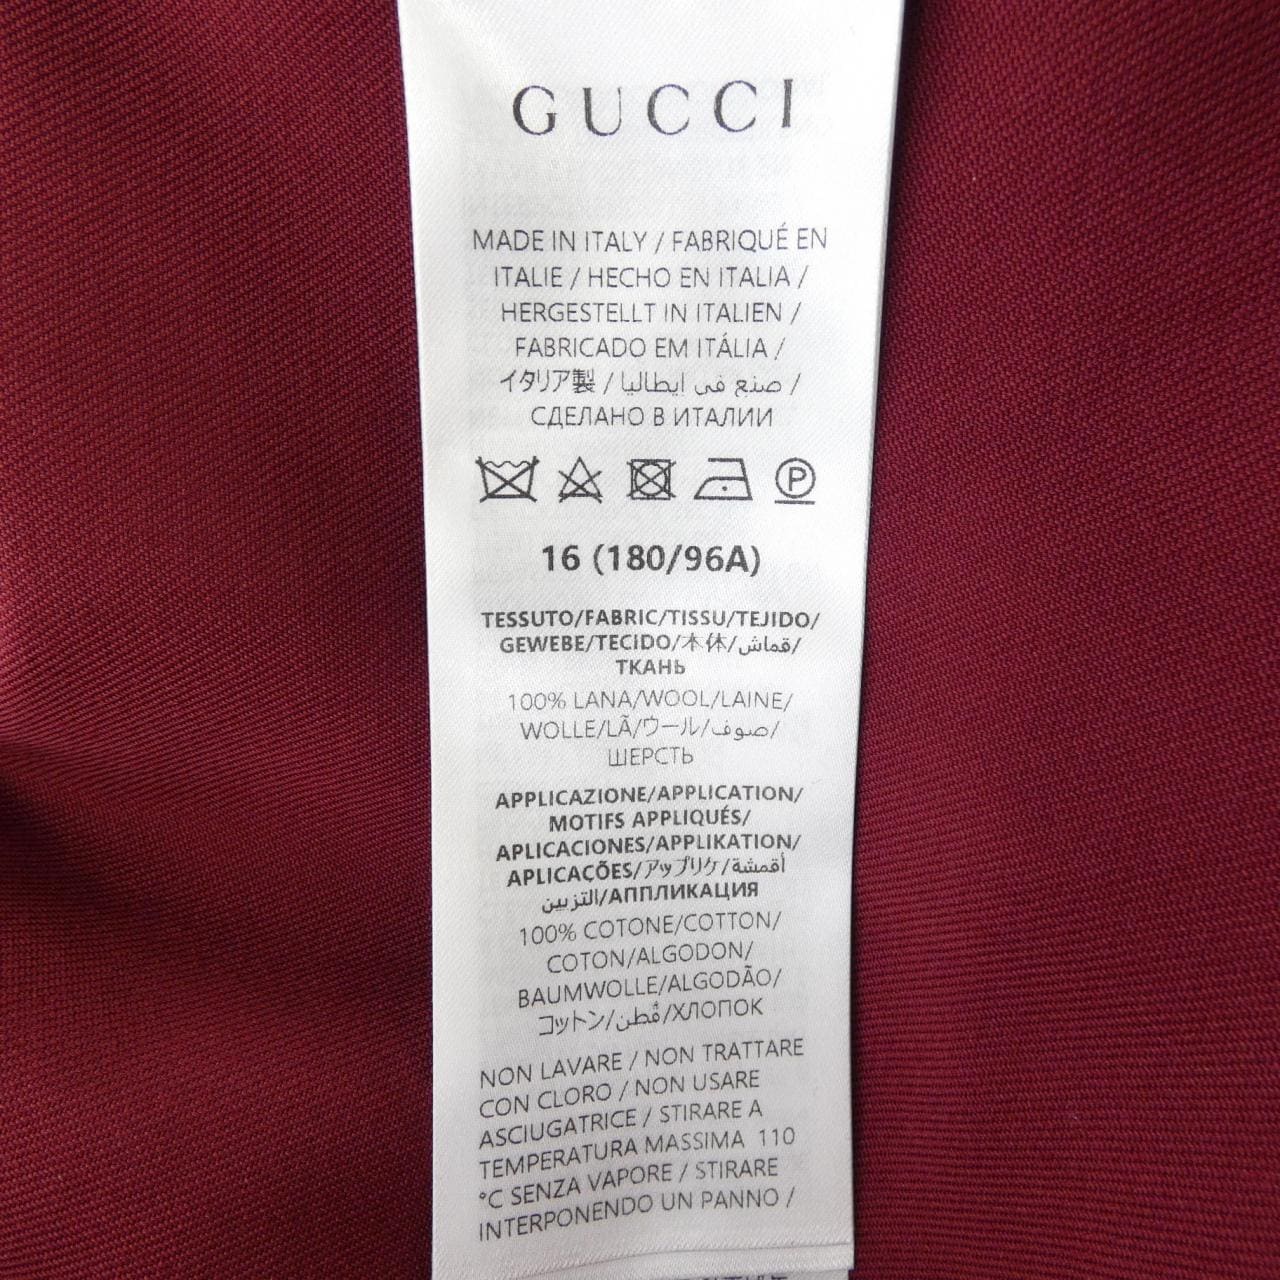 GUCCI
MADE IN ITALY / FABRIQUÉ EN
ITALIE / HECHO EN ITALIA /
HERGESTELLT IN ITALIEN /
FABRICADO EM ITÁLIA /
イタリア製 / صنع في إيطاليا /
СДЕЛАНО В ИТАЛИИ
P
16 (180/96A)
TESSUTO/FABRIC/TISSU/TEJIDO/
GEWEBE/TECIDO/本体/قماش/
ТКАНЬ
100% LANA/WOOL/LAINE/
WOLLE/LÃ/ウール/صوف/
ШЕРСТЬ
APPLICAZIONE/APPLICATION/
MOTIFS APPLIQUÉS/
APLICACIONES/APPLIKATION/
APLICAÇÕES/アップリケ/أقمشة
التزيين/АППЛИКАЦИЯ
100% COTONE/COTTON/
COTON/ALGODON/
BAUMWOLLE/ALGODÃO/
コットン/قُطن/ХЛОПОК
NON LAVARE / NON TRATTARE
CON CLORO / NON USARE
ASCIUGATRICE / STIRARE A
TEMPERATURA MASSIMA 110
°C SENZA VAPORE / STIRARE
INTERPONENDO UN PANNO /